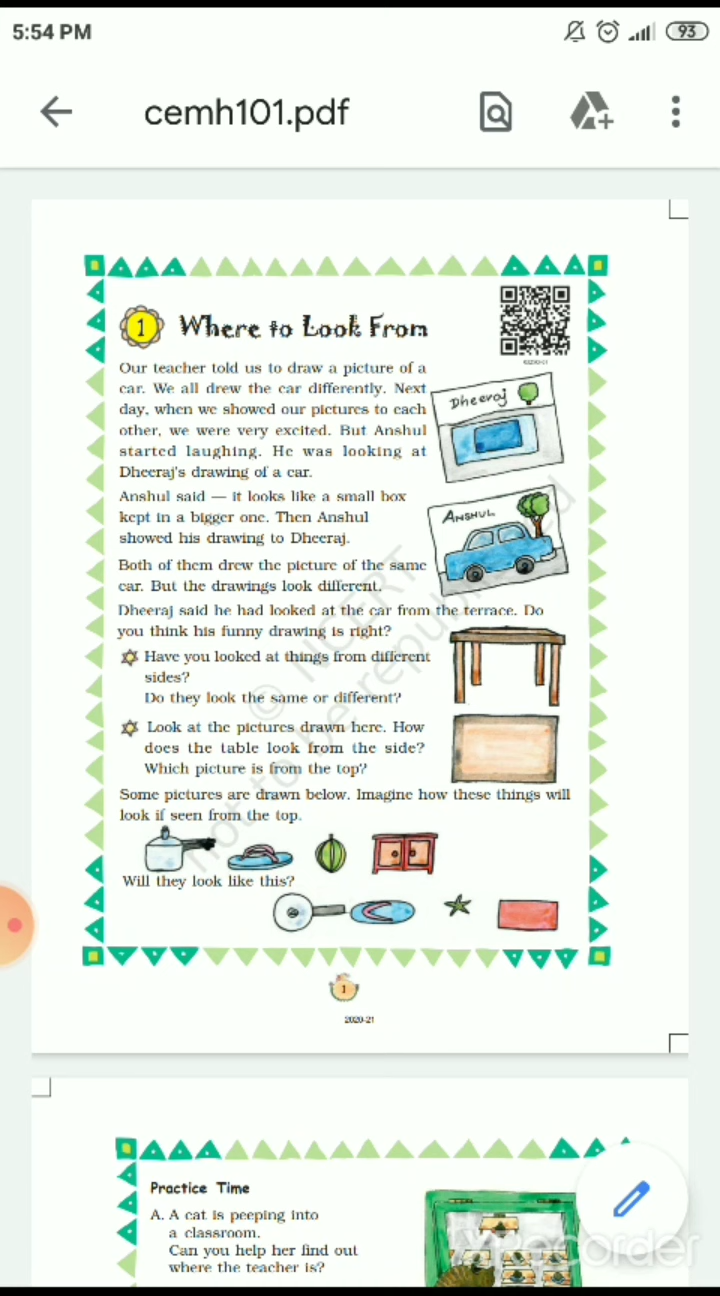 5:54 PM
93
cemh101.pdf
1
Where to Look From
Our teacher told us to draw a picture of a
car. We all drew the car differently. Next
day, when we showed our pictures to each
other, we were very excited. But Anshul
started laughing. He was looking at
Dheeraj's drawing of a car.
Dheeraj
Anshul said — it looks like a small box
kept in a bigger one. Then Anshul
showed his drawing to Dheeraj.
ANSHUL
Both of them drew the picture of the same
car. But the drawings look different.
Dheeraj said he had looked at the car from the terrace. Do
you think his funny drawing is right?
Have you looked at things from different
sides?
Do they look the same or different?
Look at the pictures drawn here. How
does the table look from the side?
Which picture is from the top?
Some pictures are drawn below. Imagine how these things will
look if seen from the top.
Will they look like this?
1
2020-21
© NCERT
not to be republished
Practice Time
A. A cat is peeping into
a classroom.
Can you help her find out
where the teacher is?